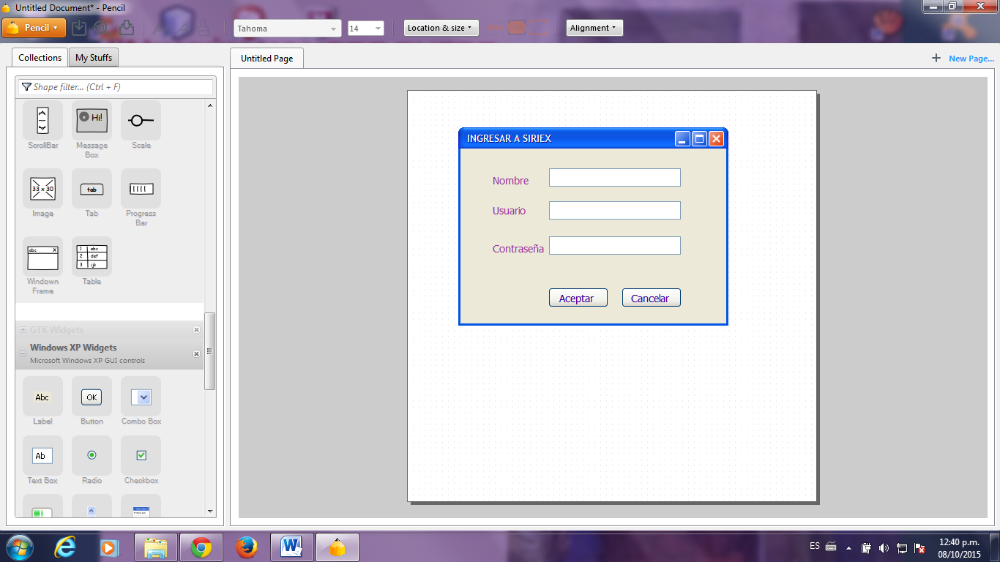 Untitled Document* - Pencil
Pencil
Tahoma
14
Location & size
Alignment
Collections
My Stuffs
Untitled Page
New Page...
Shape filter... (Ctrl + F)
Hi!
ScrollBar
Message Box
Scale
33 x 30
tab
Image
Tab
Progress Bar
abc X
1 abc
2 def
3 ijk
Windown Frame
Table
GTK Widgets
Windows XP Widgets
Microsoft Windows XP GUI controls
Abc
OK
Label
Button
Combo Box
Ab
Text Box
Radio
Checkbox
INGRESAR A SIRIEX
Nombre
Usuario
Contraseña
Aceptar
Cancelar
ES
12:40 p.m.
08/10/2015